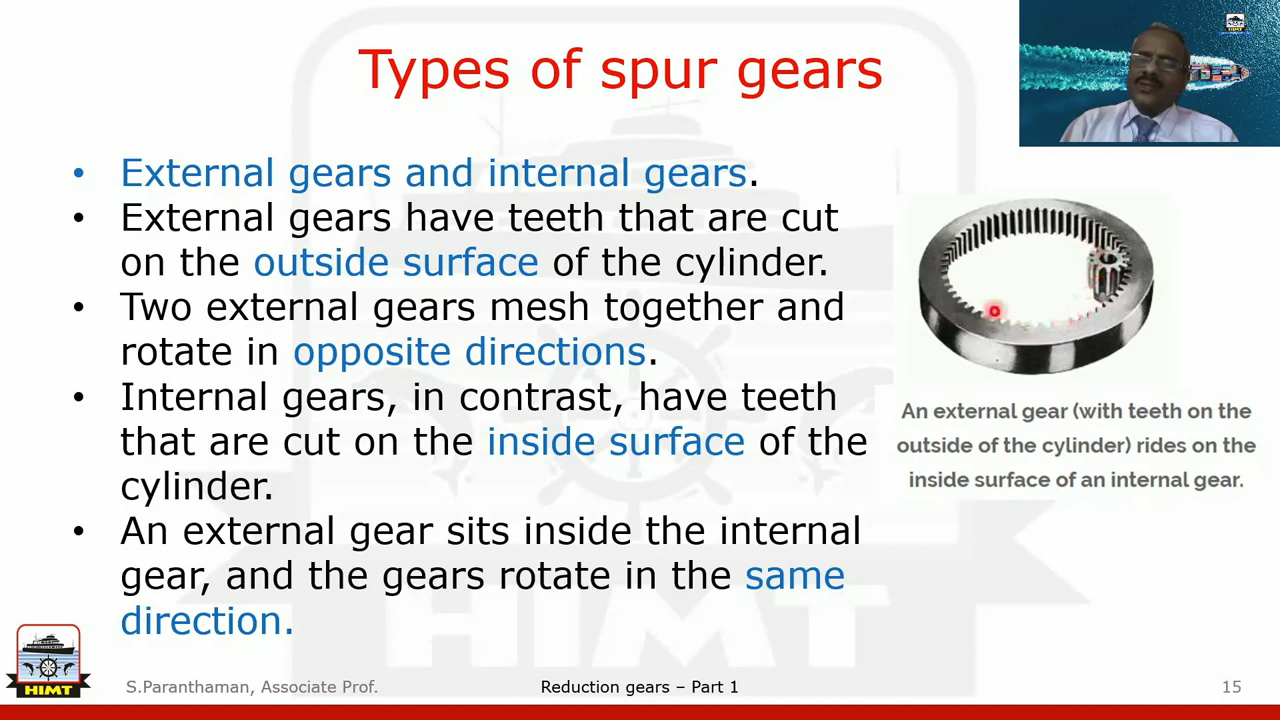 Types of spur gears
HIMT
• External gears and internal gears.
• External gears have teeth that are cut
on the outside surface of the cylinder.
• Two external gears mesh together and
rotate in opposite directions.
• Internal gears, in contrast, have teeth
that are cut on the inside surface of the
cylinder.
• An external gear sits inside the internal
gear, and the gears rotate in the same
direction.
An external gear (with teeth on the
outside of the cylinder) rides on the
inside surface of an internal gear.
HIMT
HIMT
S.Paranthaman, Associate Prof.
Reduction gears – Part 1
15